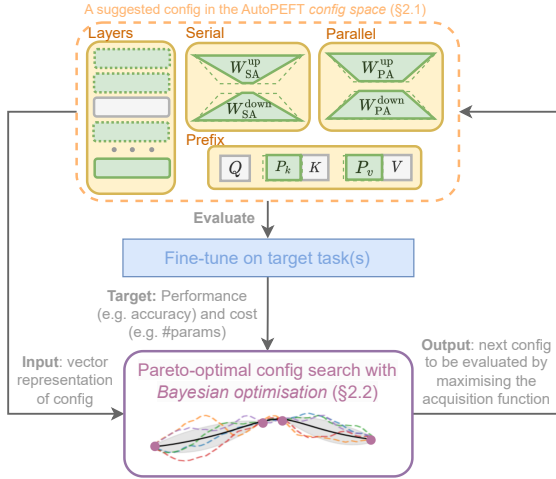 A suggested config in the AutoPEFT config space (§2.1)
Layers
Serial
Parallel
W_SA^up
W_PA^up
W_SA^down
W_PA^down
Prefix
Q
P_k
K
P_v
V
Evaluate
Fine-tune on target task(s)
Target: Performance
(e.g. accuracy) and cost
(e.g. #params)
Input: vector
representation
of config
Pareto-optimal config search with
Bayesian optimisation (§2.2)
Output: next config
to be evaluated by
maximising the
acquisition function